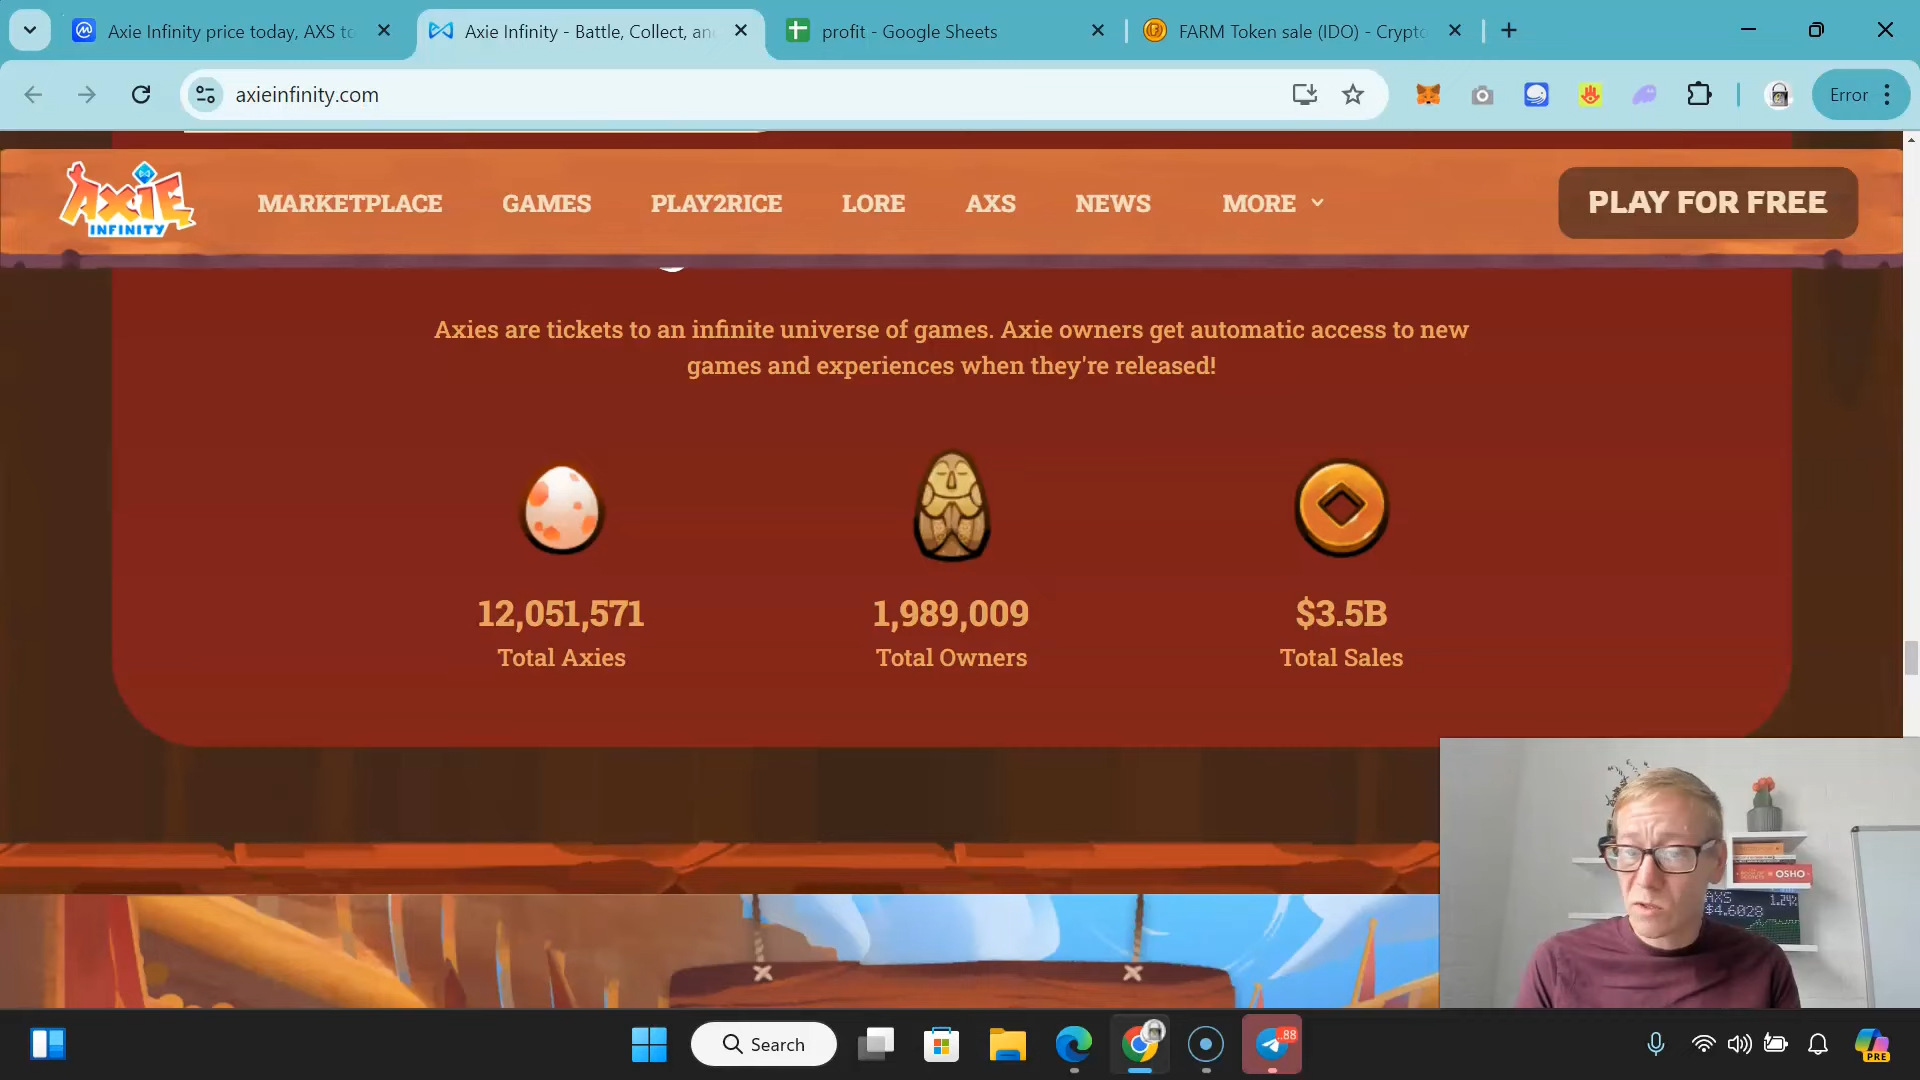 Axie Infinity price today, AXS to
Axie Infinity - Battle, Collect, an
profit - Google Sheets
FARM Token sale (IDO) - Crypto
axieinfinity.com
Error
AXIE
INFINITY
MARKETPLACE
GAMES
PLAY2RICE
LORE
AXS
NEWS
MORE
PLAY FOR FREE
Axies are tickets to an infinite universe of games. Axie owners get automatic access to new
games and experiences when they're released!
12,051,571
1,989,009
$3.5B
Total Axies
Total Owners
Total Sales
OSHO
AXS
1.24%
$4.6028
Search
88
PRE